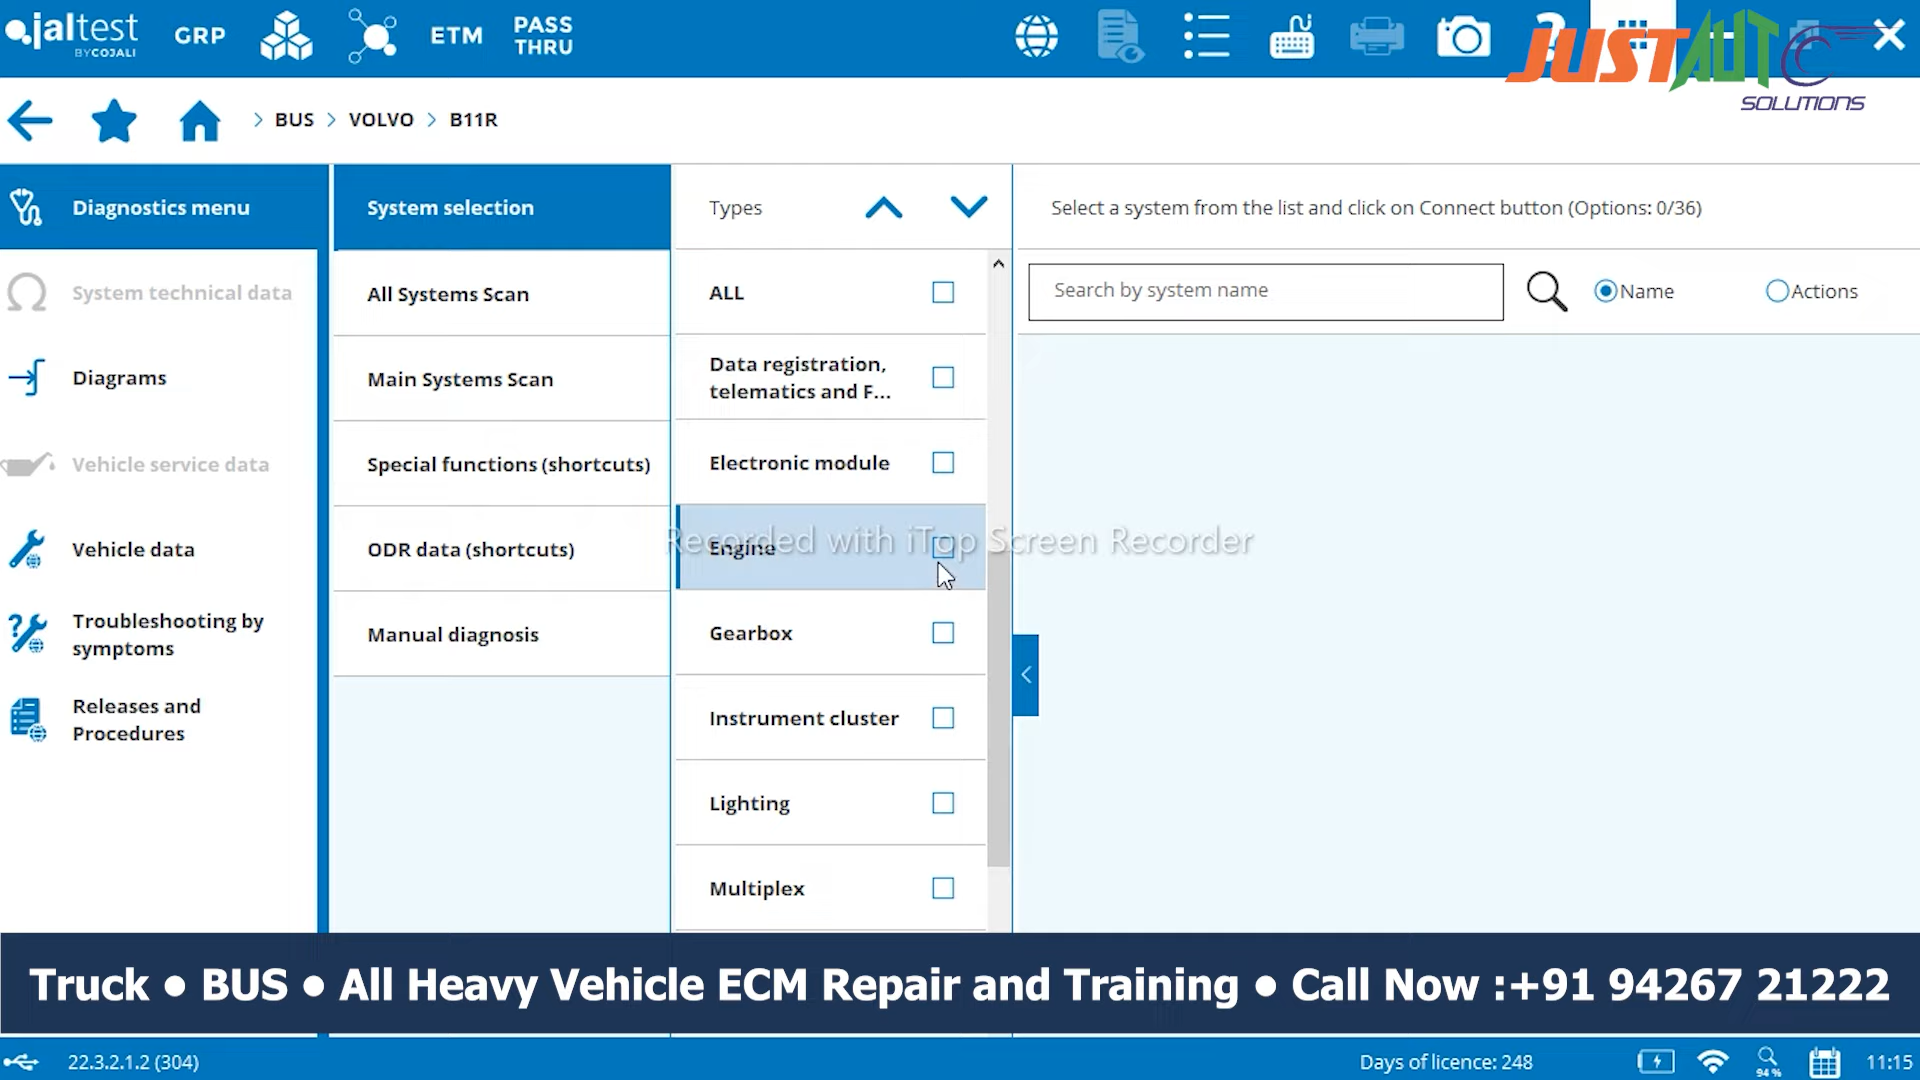 jaltest
BY COJALI
GRP
ETM
PASS
THRU
?
JUSTAUTO
SOLUTIONS
> BUS > VOLVO > B11R
Diagnostics menu
System technical data
Diagrams
Vehicle service data
Vehicle data
Troubleshooting by
symptoms
Releases and
Procedures
System selection
All Systems Scan
Main Systems Scan
Special functions (shortcuts)
ODR data (shortcuts)
Manual diagnosis
Types
ALL
Data registration,
telematics and F...
Electronic module
Engine
Gearbox
Instrument cluster
Lighting
Multiplex
Select a system from the list and click on Connect button (Options: 0/36)
Search by system name
Name
Actions
Recorded with iTop Screen Recorder
Truck ● BUS ● All Heavy Vehicle ECM Repair and Training ● Call Now :+91 94267 21222
22.3.2.1.2 (304)
Days of licence: 248
94 %
11:15